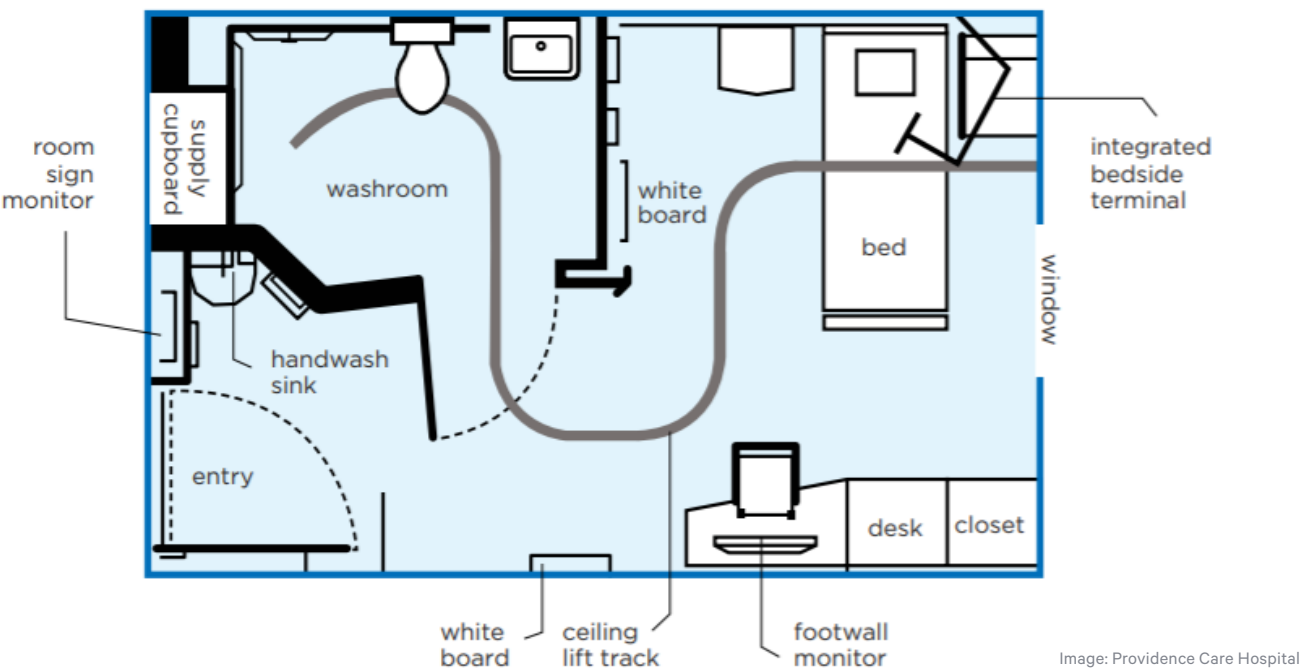 supply
cupboard
room
sign
monitor
washroom
white
board
integrated
bedside
terminal
bed
window
handwash
sink
entry
desk
closet
white
board
ceiling
lift track
footwall
monitor
Image: Providence Care Hospital